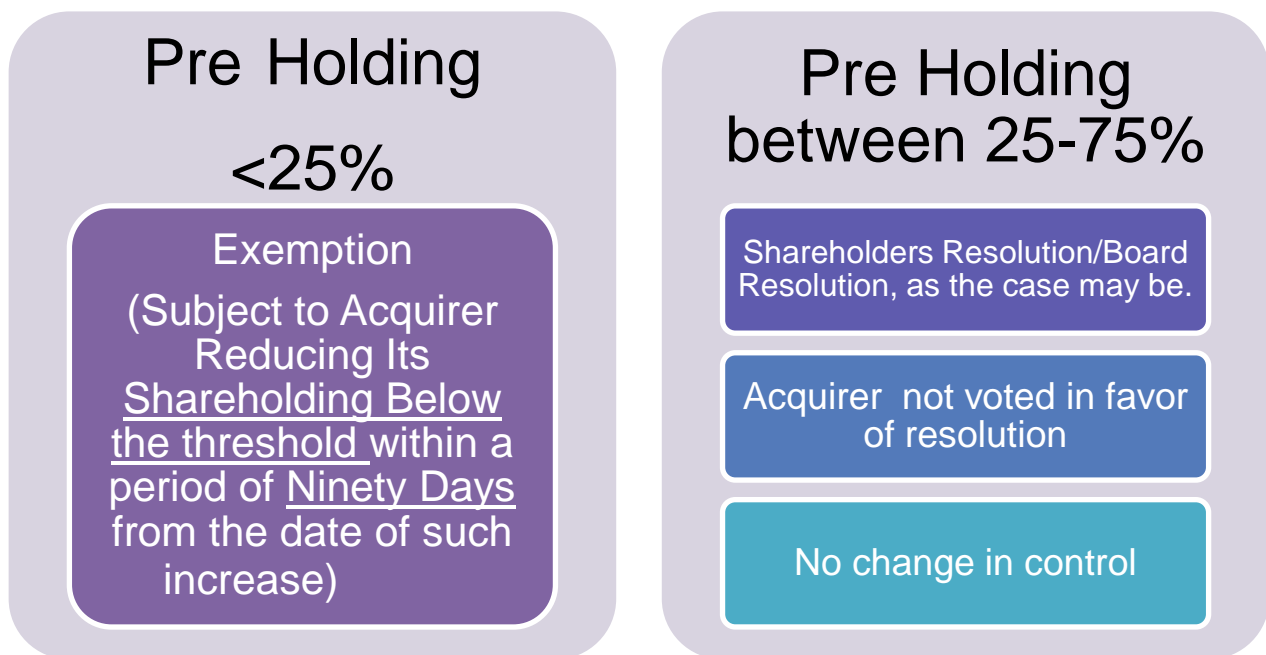 Pre Holding
<25%
Exemption
(Subject to Acquirer
Reducing Its
Shareholding Below
the threshold within a
period of Ninety Days
from the date of such
increase)
Pre Holding
between 25-75%
Shareholders Resolution/Board
Resolution, as the case may be.
Acquirer not voted in favor
of resolution
No change in control